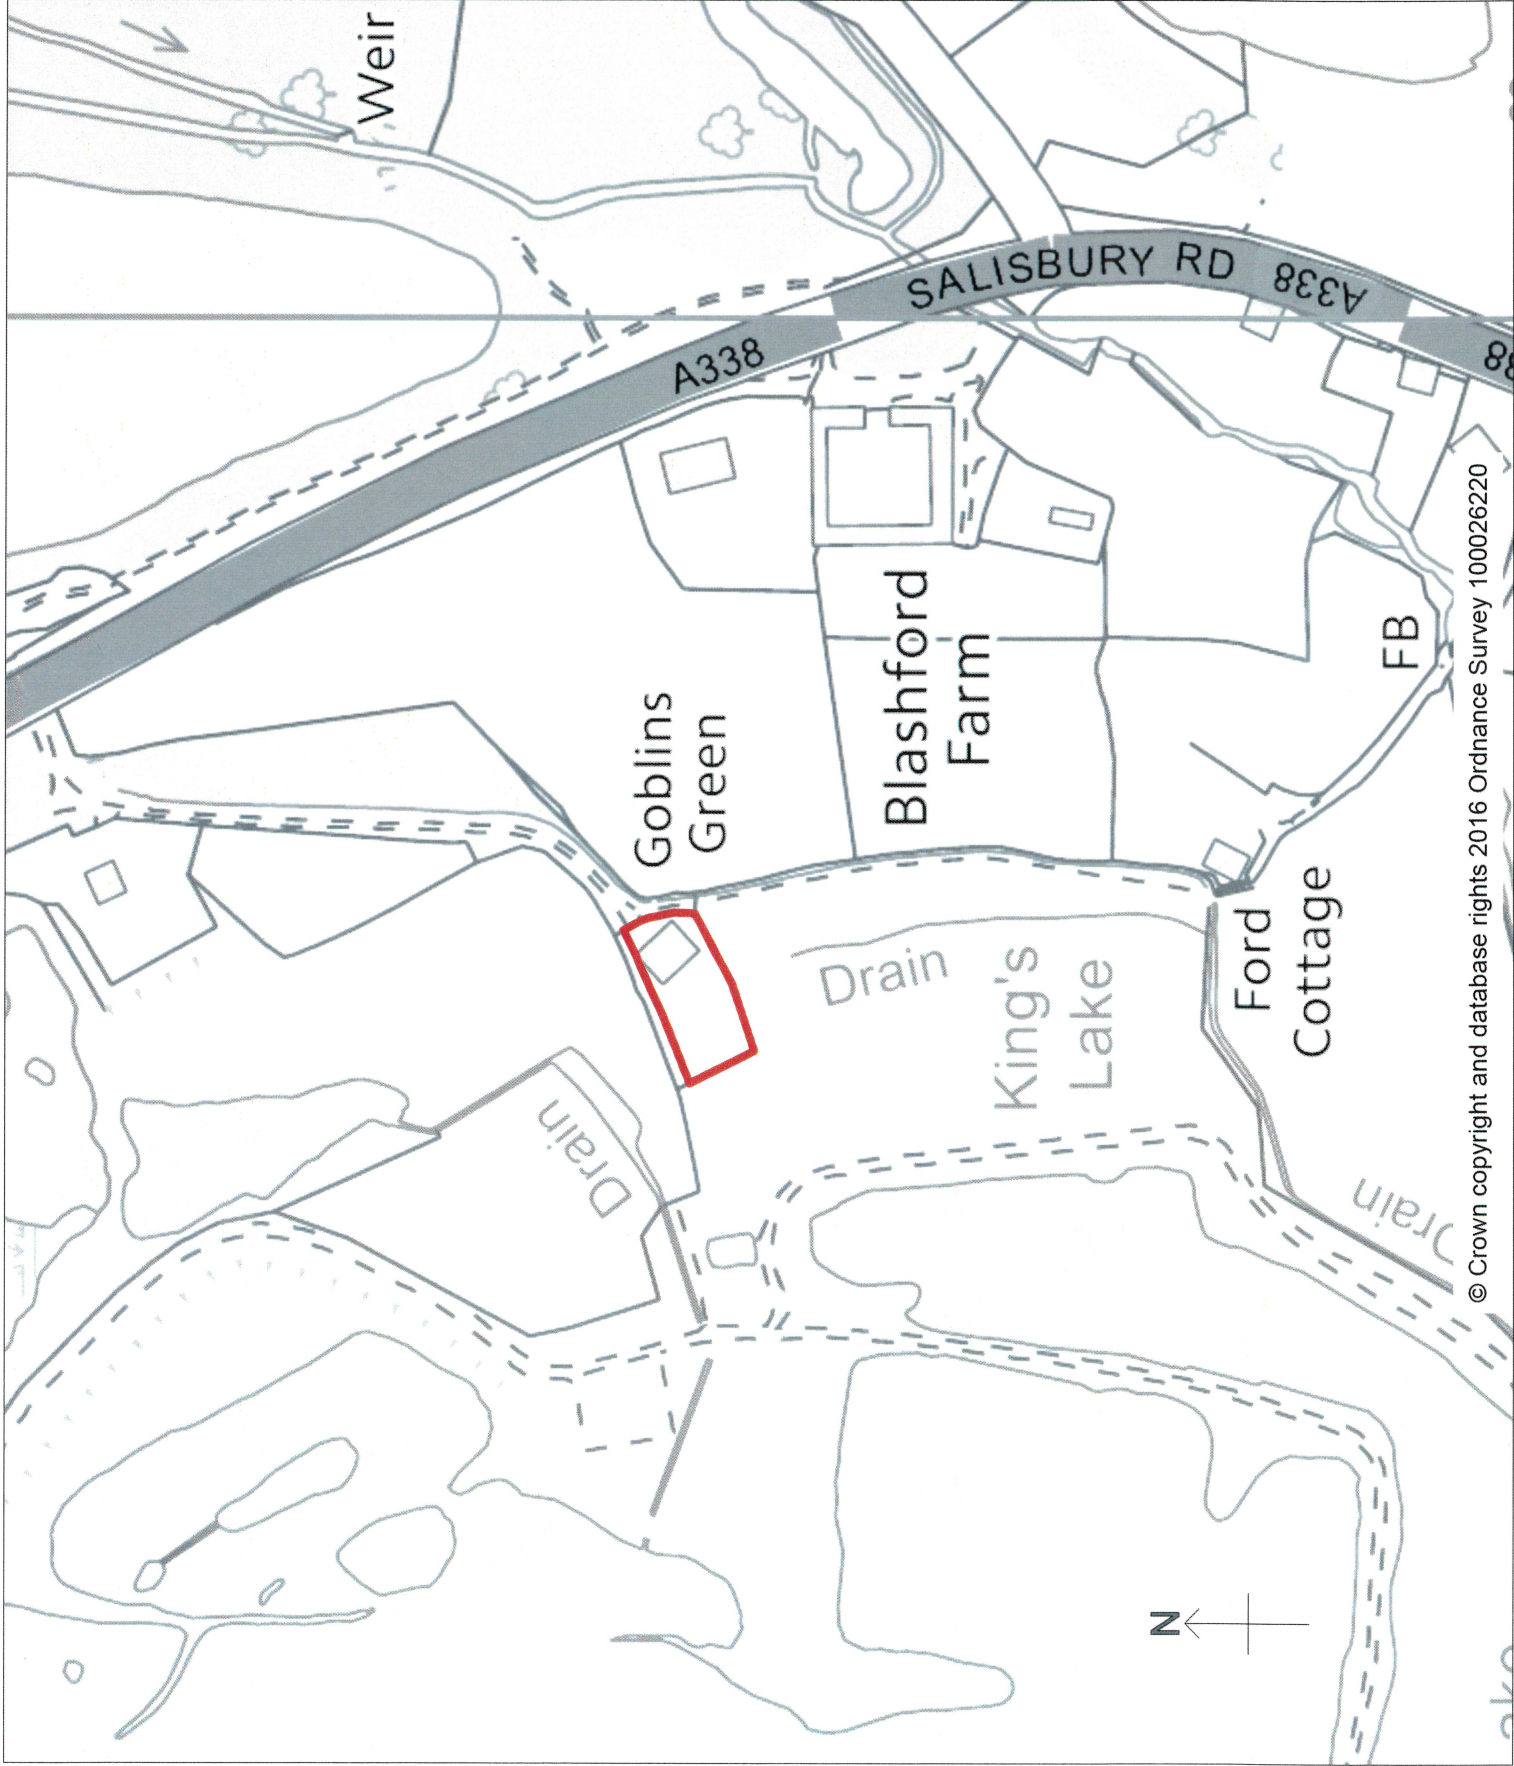 Weir
A338
SALISBURY RD
A338
Goblins
Green
Blashford
Farm
FB
Drain
King's
Lake
Ford
Cottage
Drain
Drain
N
© Crown copyright and database rights 2016 Ordnance Survey 100026220